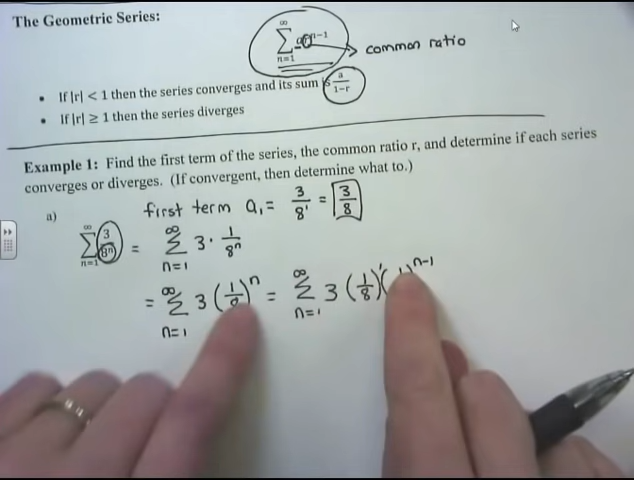 The Geometric Series:
∞ Σ n=1 ar^n−1
common ratio
• If |r| < 1 then the series converges and its sum is a/1−r
• If |r| ≥ 1 then the series diverges
Example 1: Find the first term of the series, the common ratio r, and determine if each series
converges or diverges. (If convergent, then determine what to.)
first term a₁ = 3/8¹ = 3/8
a) ∞ Σ n=1 3/8ⁿ = ∞ Σ n=1 3 · 1/8ⁿ
= ∞ Σ n=1 3 (1/8)ⁿ = ∞ Σ n=1 3 (1/8)¹( )ⁿ⁻¹